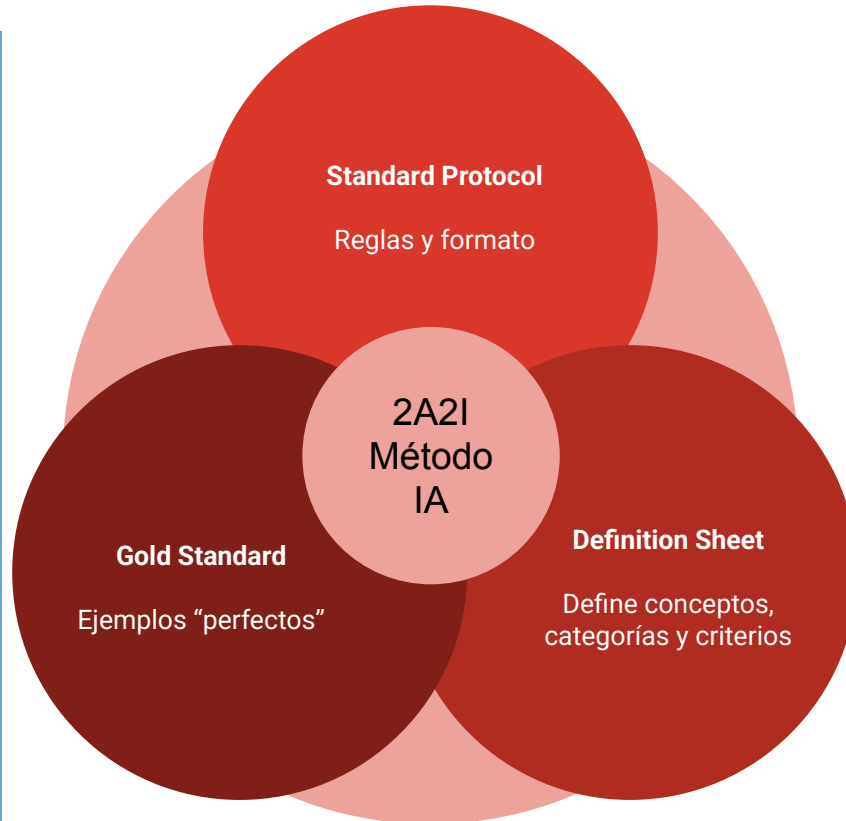 Standard Protocol
Reglas y formato
2A2I
Método
IA
Gold Standard
Ejemplos “perfectos”
Definition Sheet
Define conceptos,
categorías y criterios